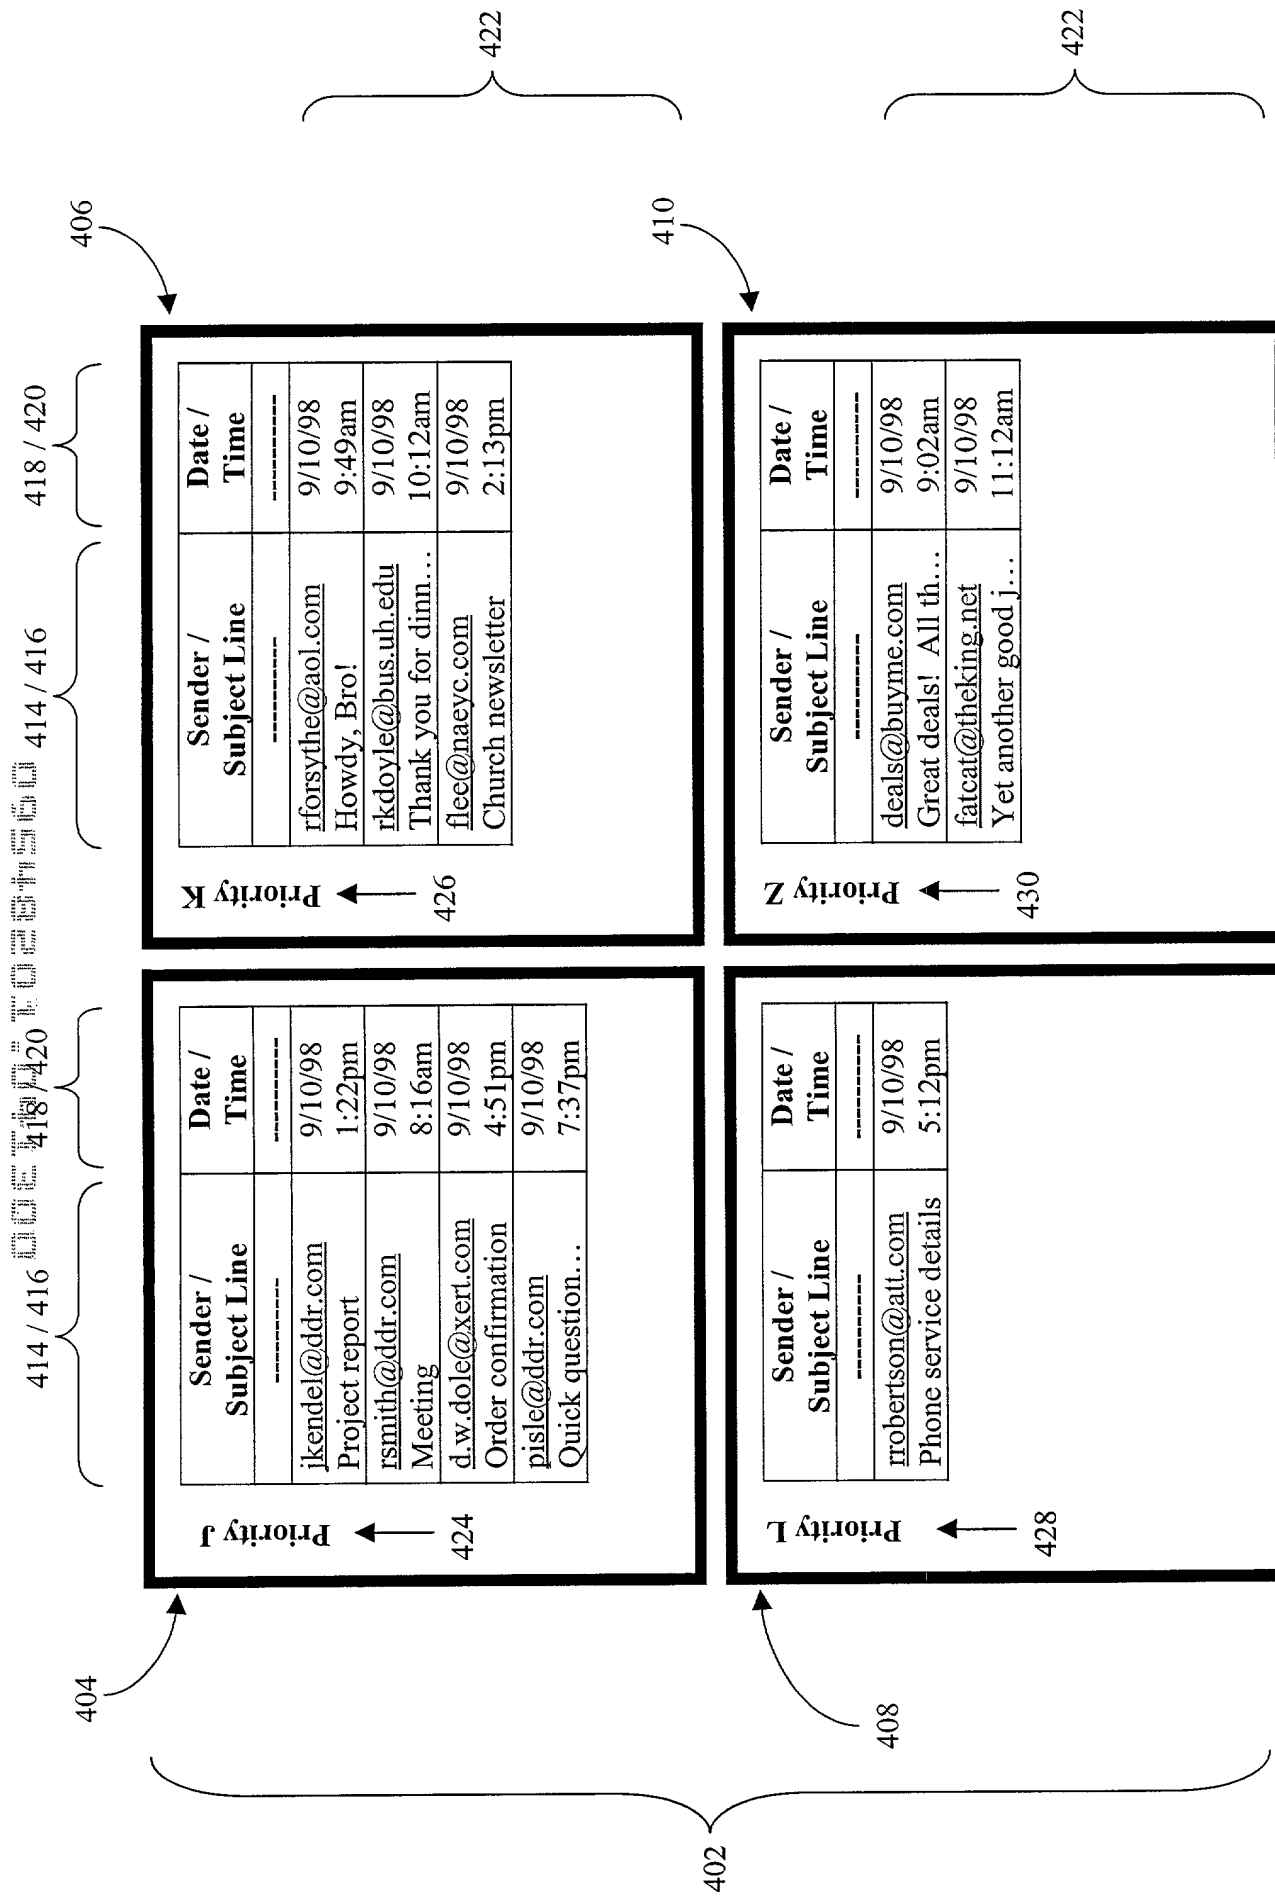 414 / 416
418 / 420
414 / 416
418 / 420
404
406
Priority J
424
Sender /
Subject Line
Date /
Time
----------
----------
jkendel@ddr.com
9/10/98
Project report
1:22pm
rsmith@ddr.com
9/10/98
Meeting
8:16am
d.w.dole@xert.com
9/10/98
Order confirmation
4:51pm
pisle@ddr.com
9/10/98
Quick question…
7:37pm
Priority K
426
Sender /
Subject Line
Date /
Time
----------
----------
rforsythe@aol.com
9/10/98
Howdy, Bro!
9:49am
rkdoyle@bus.uh.edu
9/10/98
Thank you for dinn…
10:12am
flee@naeyc.com
9/10/98
Church newsletter
2:13pm
422
402
408
410
Priority L
428
Sender /
Subject Line
Date /
Time
----------
----------
rrobertson@att.com
9/10/98
Phone service details
5:12pm
Priority Z
430
Sender /
Subject Line
Date /
Time
----------
----------
deals@buyme.com
9/10/98
Great deals! All th…
9:02am
fatcat@theking.net
9/10/98
Yet another good j…
11:12am
422